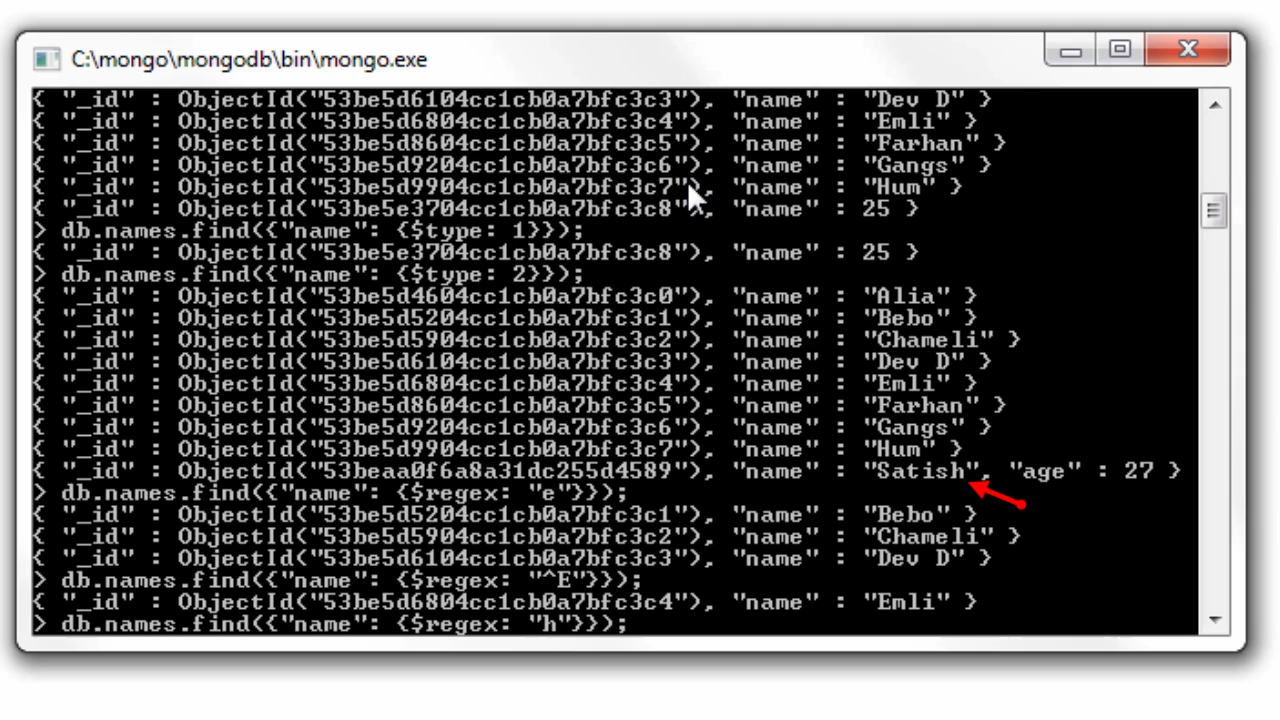 C:\mongo\mongodb\bin\mongo.exe
{ "_id" : ObjectId("53be5d6104cc1cb0a7bfc3c3"), "name" : "Dev D" }
{ "_id" : ObjectId("53be5d6804cc1cb0a7bfc3c4"), "name" : "Emli" }
{ "_id" : ObjectId("53be5d8604cc1cb0a7bfc3c5"), "name" : "Farhan" }
{ "_id" : ObjectId("53be5d9204cc1cb0a7bfc3c6"), "name" : "Gangs" }
{ "_id" : ObjectId("53be5d9904cc1cb0a7bfc3c7"), "name" : "Hum" }
{ "_id" : ObjectId("53be5e3704cc1cb0a7bfc3c8"), "name" : 25 }
> db.names.find({"name": {$type: 1}});
{ "_id" : ObjectId("53be5e3704cc1cb0a7bfc3c8"), "name" : 25 }
> db.names.find({"name": {$type: 2}});
{ "_id" : ObjectId("53be5d4604cc1cb0a7bfc3c0"), "name" : "Alia" }
{ "_id" : ObjectId("53be5d5204cc1cb0a7bfc3c1"), "name" : "Bebo" }
{ "_id" : ObjectId("53be5d5904cc1cb0a7bfc3c2"), "name" : "Chameli" }
{ "_id" : ObjectId("53be5d6104cc1cb0a7bfc3c3"), "name" : "Dev D" }
{ "_id" : ObjectId("53be5d6804cc1cb0a7bfc3c4"), "name" : "Emli" }
{ "_id" : ObjectId("53be5d8604cc1cb0a7bfc3c5"), "name" : "Farhan" }
{ "_id" : ObjectId("53be5d9204cc1cb0a7bfc3c6"), "name" : "Gangs" }
{ "_id" : ObjectId("53be5d9904cc1cb0a7bfc3c7"), "name" : "Hum" }
{ "_id" : ObjectId("53beaa0f6a8a31dc255d4589"), "name" : "Satish", "age" : 27 }
> db.names.find({"name": {$regex: "e"}});
{ "_id" : ObjectId("53be5d5204cc1cb0a7bfc3c1"), "name" : "Bebo" }
{ "_id" : ObjectId("53be5d5904cc1cb0a7bfc3c2"), "name" : "Chameli" }
{ "_id" : ObjectId("53be5d6104cc1cb0a7bfc3c3"), "name" : "Dev D" }
> db.names.find({"name": {$regex: "^E"}});
{ "_id" : ObjectId("53be5d6804cc1cb0a7bfc3c4"), "name" : "Emli" }
> db.names.find({"name": {$regex: "h"}});